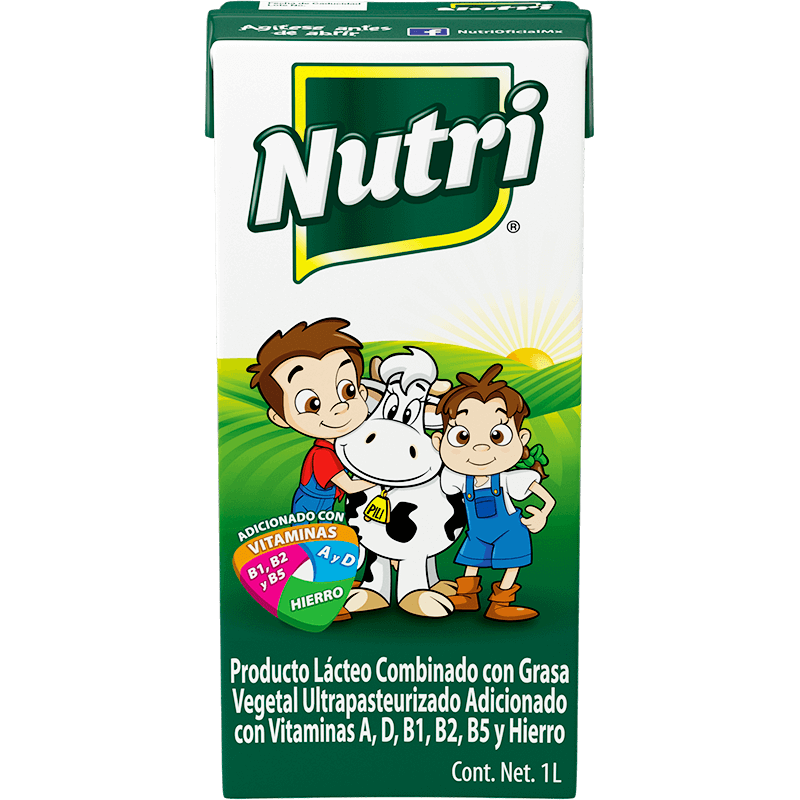 Agítese antes
de abrir
NutriOficialMx
Nutri
®
PILI
ADICIONADO CON
VITAMINAS
B1, B2
y B5
A y D
HIERRO
Producto Lácteo Combinado con Grasa
Vegetal Ultrapasteurizado Adicionado
con Vitaminas A, D, B1, B2, B5 y Hierro
Cont. Net. 1L